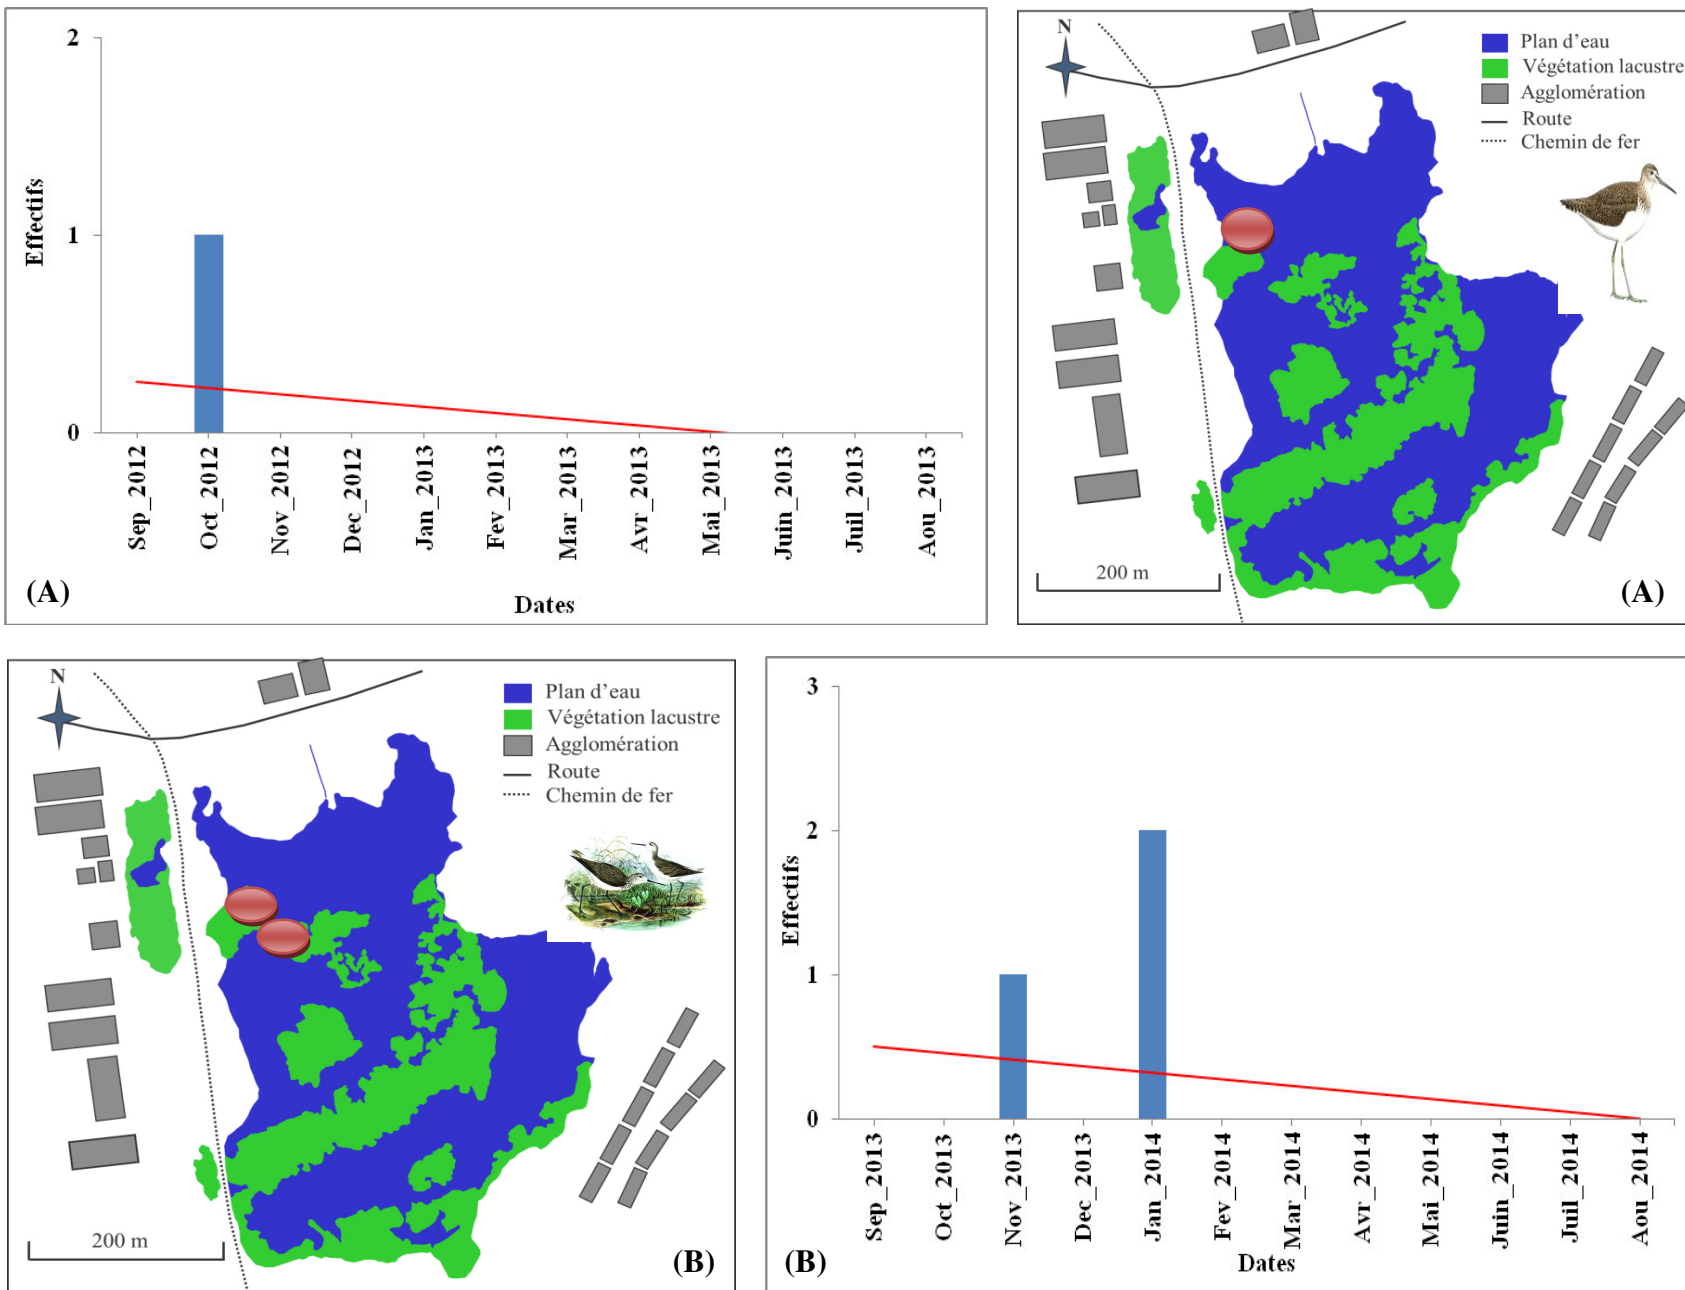 2
1
0
Effectifs
Sep_2012
Oct_2012
Nov_2012
Dec_2012
Jan_2013
Fev_2013
Mar_2013
Avr_2013
Mai_2013
Juin_2013
Juil_2013
Aou_2013
(A)
Dates
N
Plan d'eau
Végétation lacustre
Agglomération
Route
Chemin de fer
200 m
(A)
N
Plan d'eau
Végétation lacustre
Agglomération
Route
Chemin de fer
200 m
(B)
3
2
1
0
Effectifs
Sep_2013
Oct_2013
Nov_2013
Dec_2013
Jan_2014
Fev_2014
Mar_2014
Avr_2014
Mai_2014
Juin_2014
Juil_2014
Aou_2014
(B)
Dates